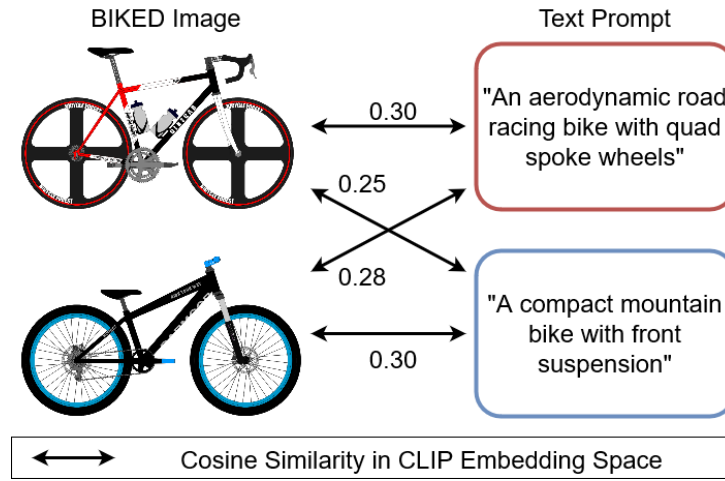 BIKED Image
Text Prompt
0.30
"An aerodynamic road
racing bike with quad
spoke wheels"
0.25
0.28
"A compact mountain
bike with front
suspension"
0.30
Cosine Similarity in CLIP Embedding Space